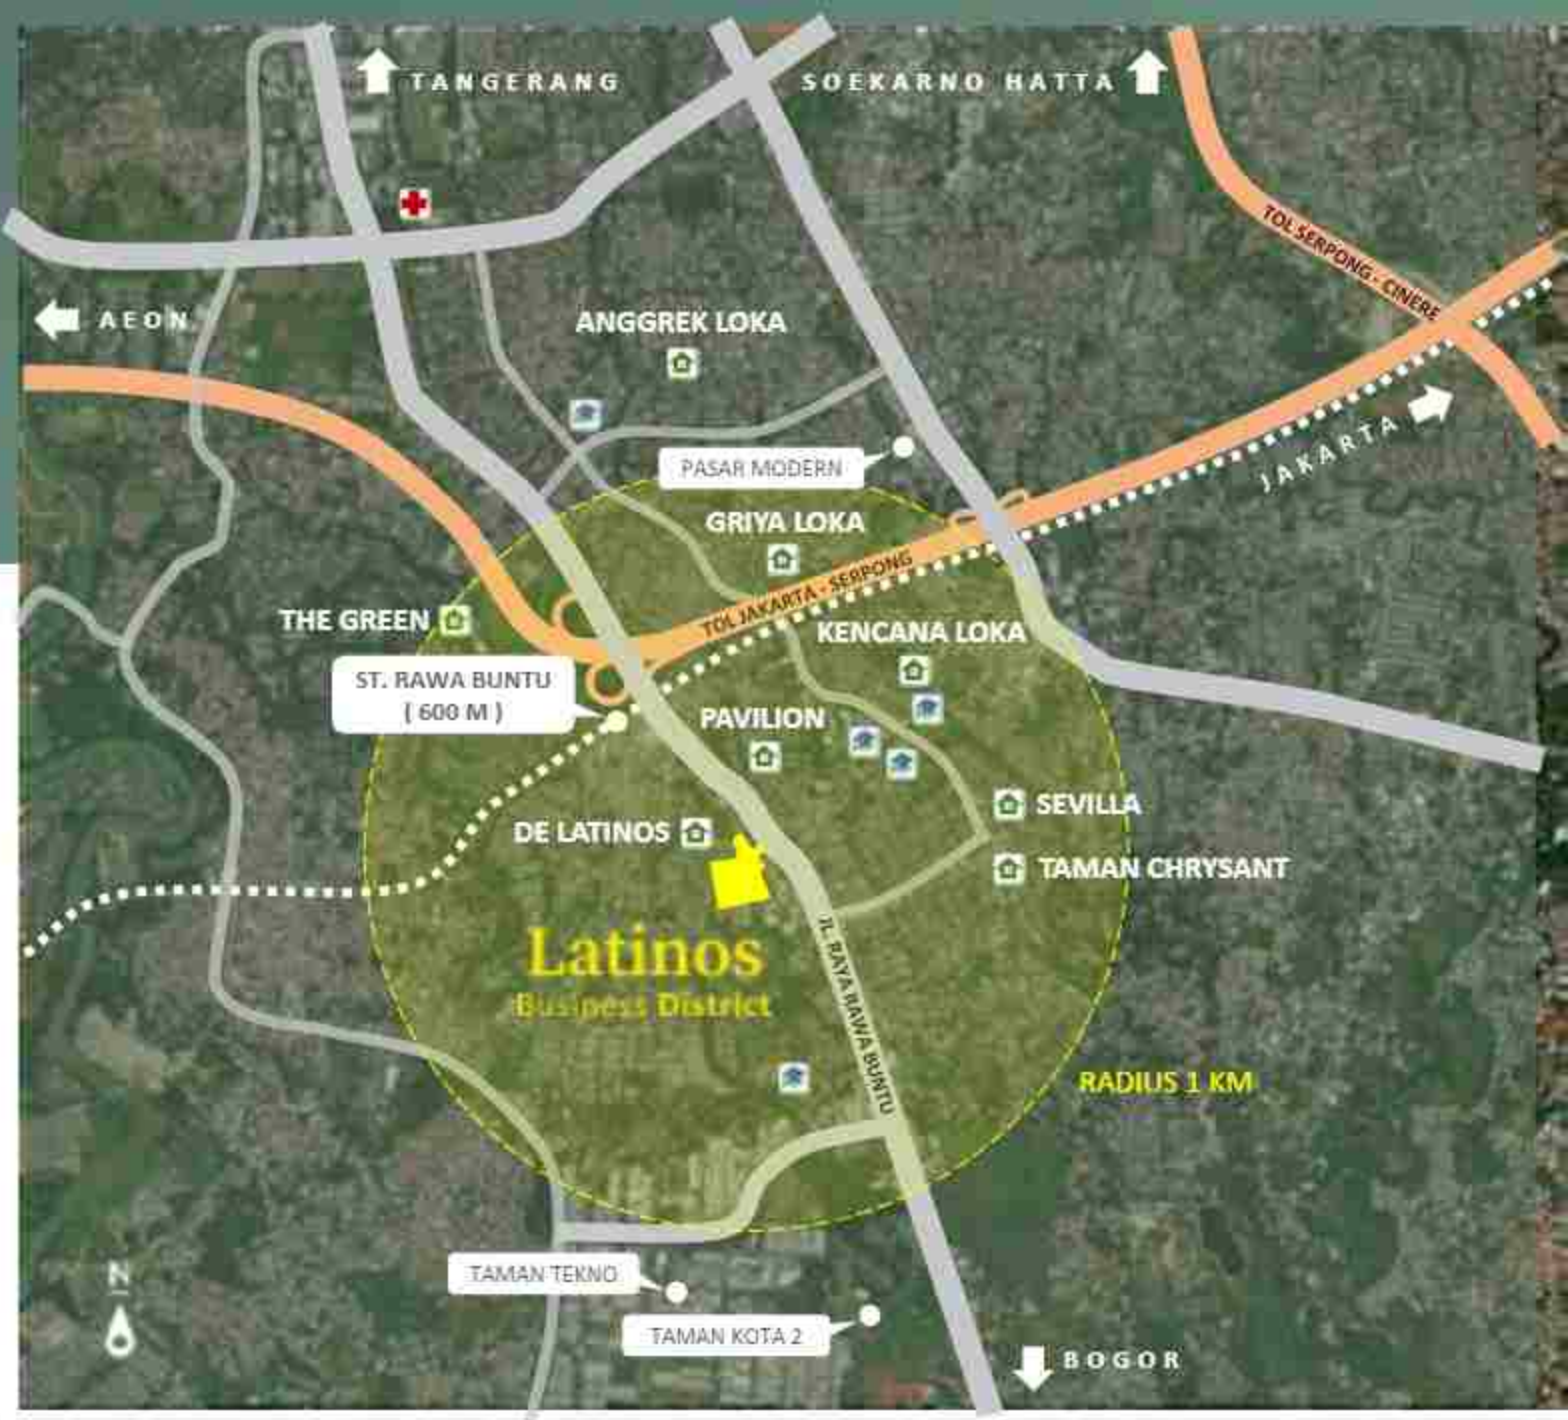 TANGERANG
SOEKARNO HATTA
TOL SERPONG - CINERE
AEON
ANGGREK LOKA
JAKARTA
PASAR MODERN
GRIYA LOKA
TOL JAKARTA - SERPONG
THE GREEN
KENCANA LOKA
ST. RAWA BUNTU
( 600 M )
PAVILION
SEVILLA
DE LATINOS
TAMAN CHRYSANT
Latinos
Business District
JL. RAYA RAWA BUNTU
RADIUS 1 KM
TAMAN TEKNO
N
TAMAN KOTA 2
BOGOR